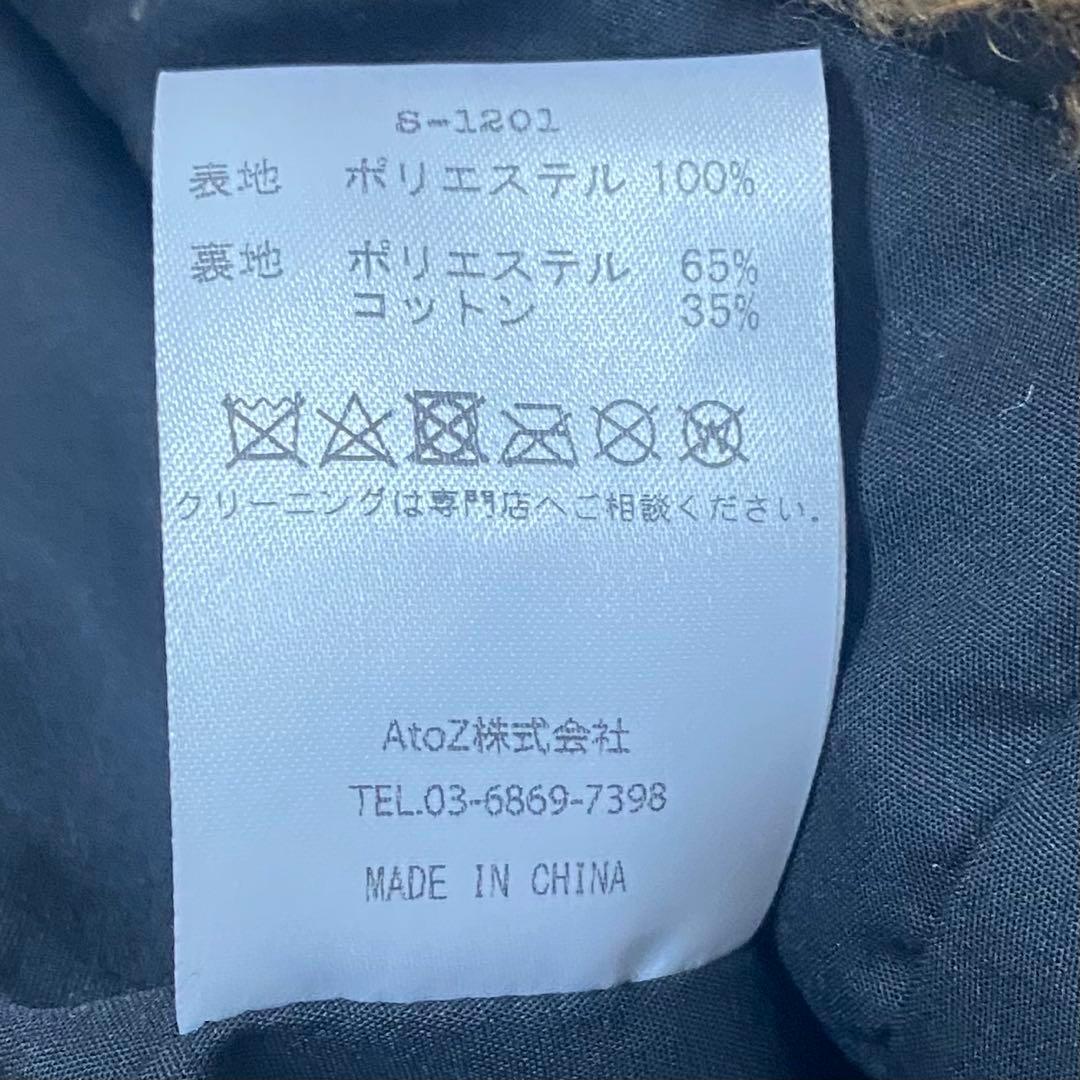 S-1201
表地 ポリエステル 100%
裏地 ポリエステル 65%
コットン 35%
クリーニングは専門店へご相談ください.
AtoZ株式会社
TEL.03-6869-7398
MADE IN CHINA